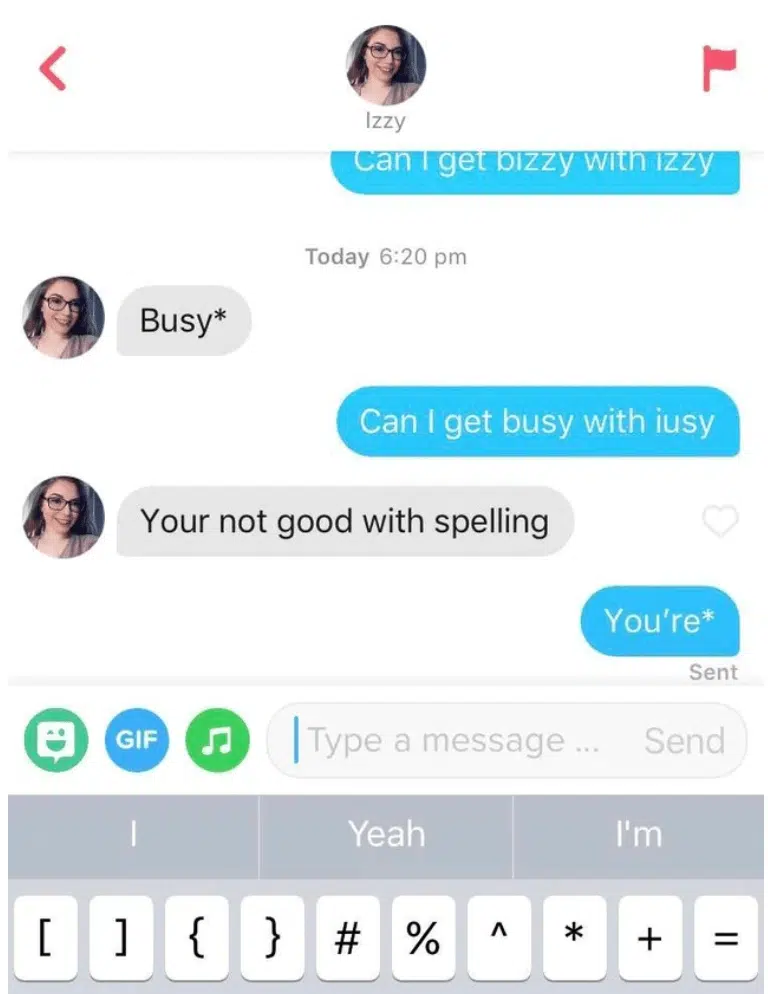 Izzy
Can I get bizzy with izzy
Today 6:20 pm
Busy*
Can I get busy with iusy
Your not good with spelling
You're*
Sent
GIF
Type a message ... Send
I Yeah I'm
[ ] { } # % ^ * + =